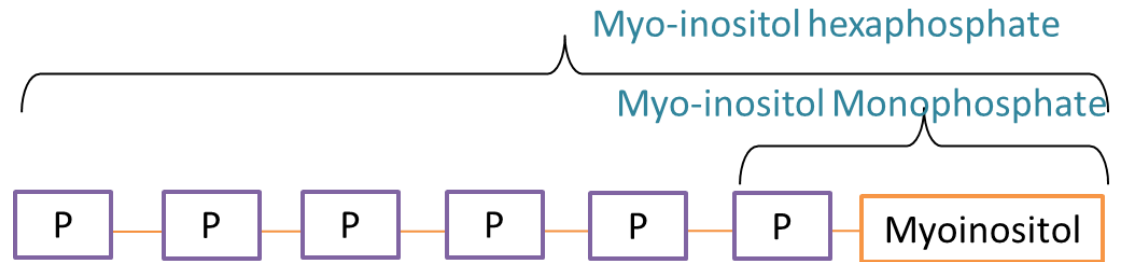 Myo-inositol hexaphosphate
Myo-inositol Monophosphate
P P P P P P Myoinositol